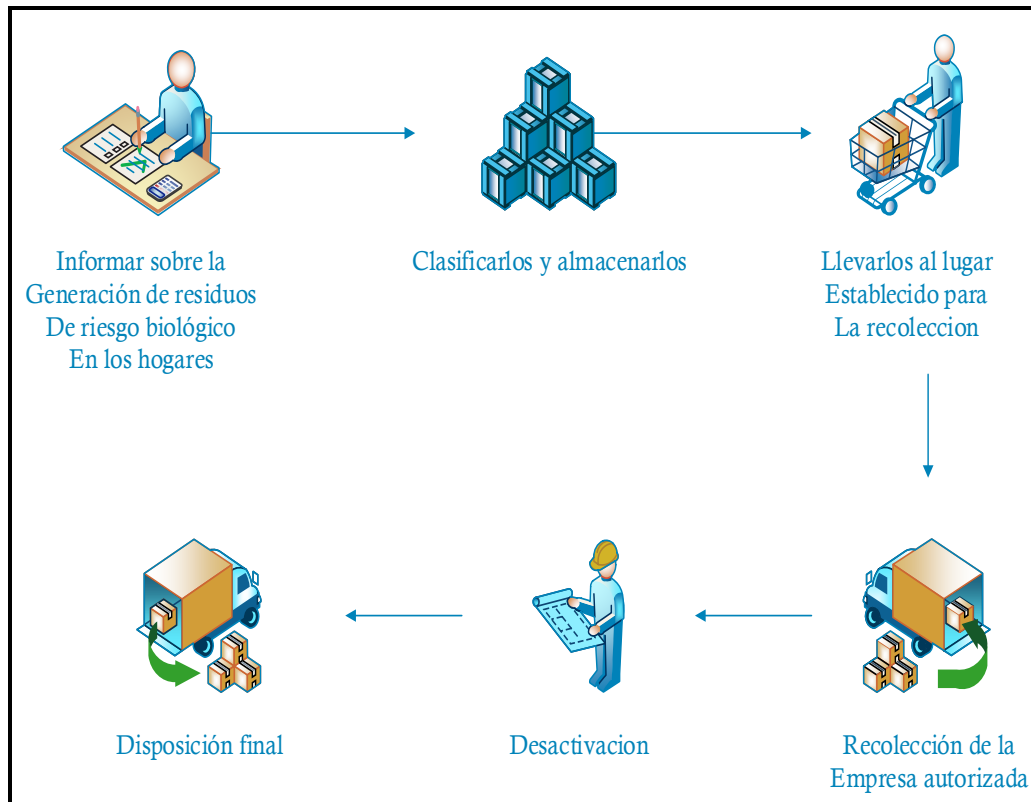 Informar sobre la
Generación de residuos
De riesgo biológico
En los hogares
Clasificarlos y almacenarlos
Llevarlos al lugar
Establecido para
La recoleccion
Disposición final
Desactivacion
Recolección de la
Empresa autorizada